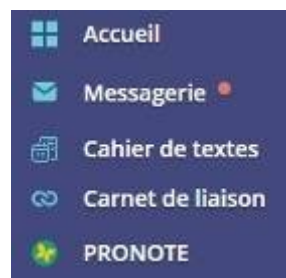 Accueil
Messagerie
Cahier de textes
Carnet de liaison
PRONOTE